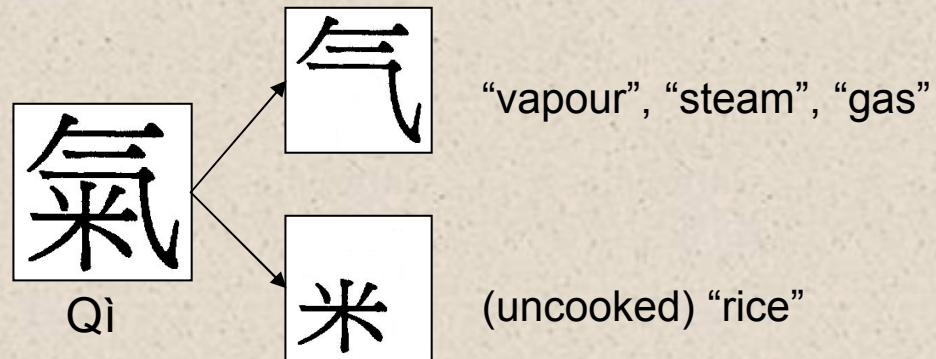 气
“vapour”, “steam”, “gas”
氣
Qì
米
(uncooked) “rice”